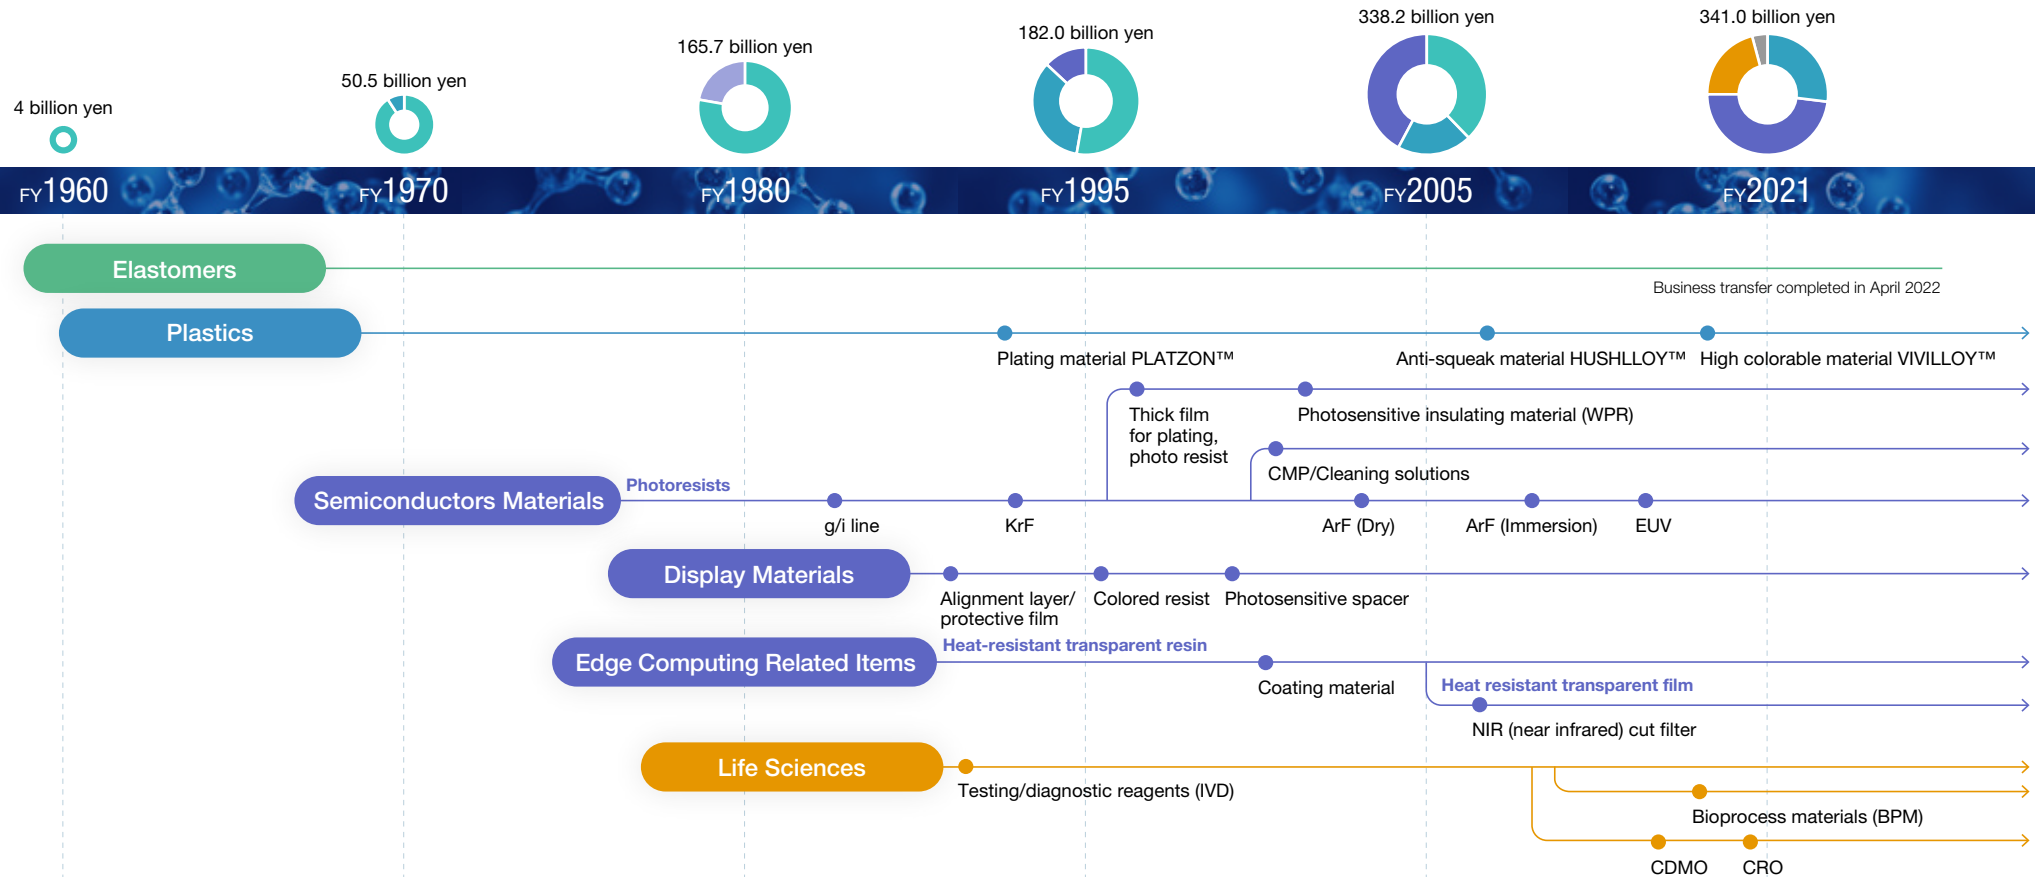 4 billion yen
50.5 billion yen
165.7 billion yen
182.0 billion yen
338.2 billion yen
341.0 billion yen
FY1960
FY1970
FY1980
FY1995
FY2005
FY2021
Elastomers
Business transfer completed in April 2022
Plastics
Plating material PLATZON™
Anti-squeak material HUSHLLOY™
High colorable material VIVILLOY™
Thick film
for plating,
photo resist
Photosensitive insulating material (WPR)
CMP/Cleaning solutions
Semiconductors Materials
Photoresists
g/i line
KrF
ArF (Dry)
ArF (Immersion)
EUV
Display Materials
Alignment layer/
protective film
Colored resist
Photosensitive spacer
Edge Computing Related Items
Heat-resistant transparent resin
Coating material
Heat resistant transparent film
NIR (near infrared) cut filter
Life Sciences
Testing/diagnostic reagents (IVD)
Bioprocess materials (BPM)
CDMO
CRO